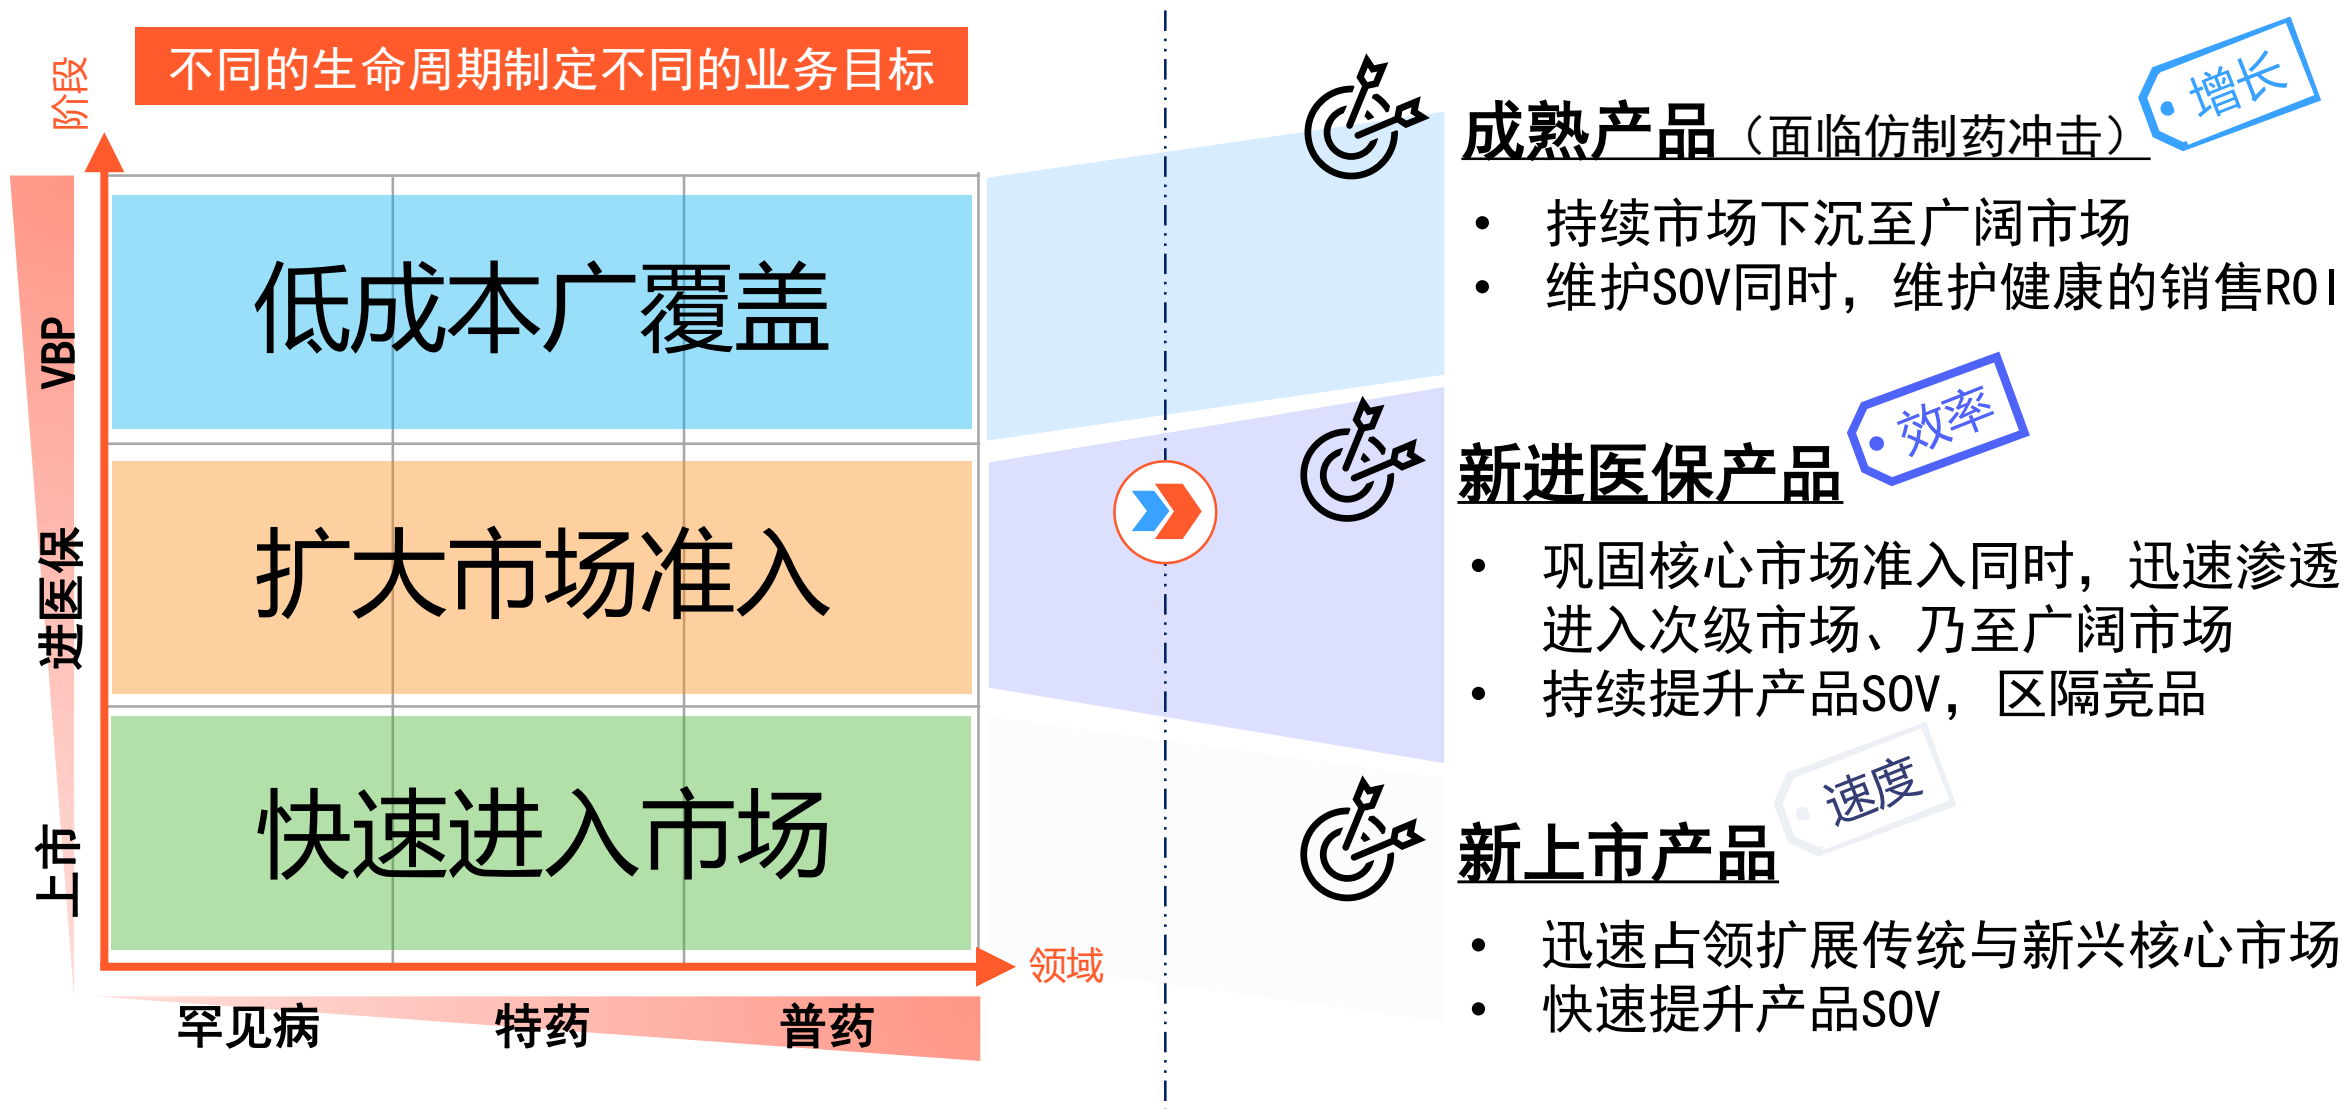 不同的生命周期制定不同的业务目标
阶段
VBP
进医保
上市
低成本广覆盖
扩大市场准入
快速进入市场
罕见病
特药
普药
领域
成熟产品（面临仿制药冲击）
增长
• 持续市场下沉至广阔市场
• 维护SOV同时，维护健康的销售ROI
新进医保产品
效率
• 巩固核心市场准入同时，迅速渗透
进入次级市场、乃至广阔市场
• 持续提升产品SOV，区隔竞品
新上市产品
速度
• 迅速占领扩展传统与新兴核心市场
• 快速提升产品SOV